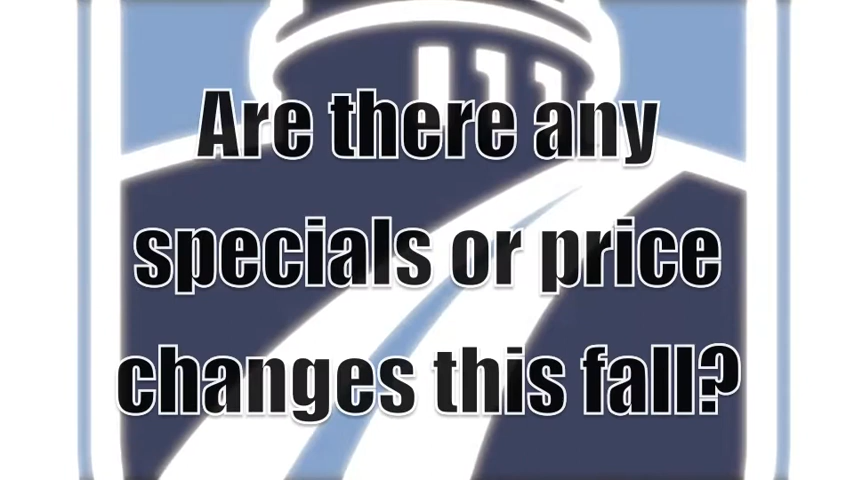 Are there any
specials or price
changes this fall?